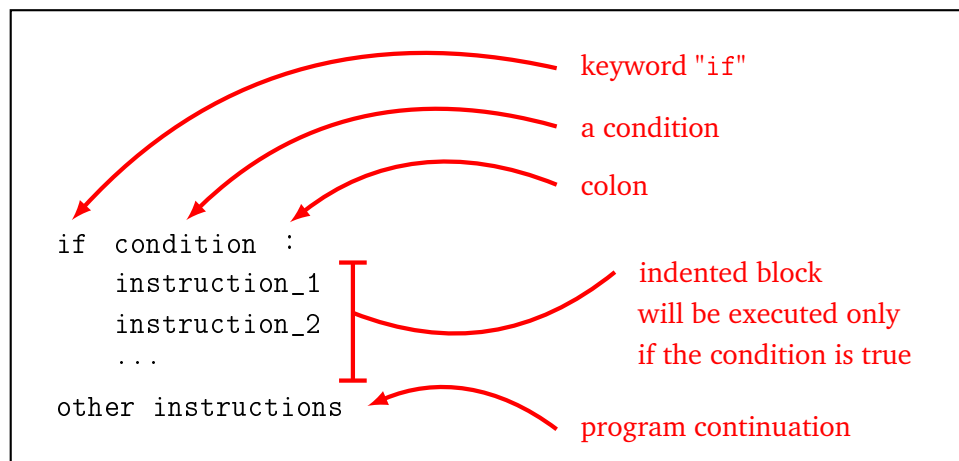 keyword "if"
a condition
colon
if condition :
instruction_1
instruction_2
...
other instructions
indented block
will be executed only
if the condition is true
program continuation